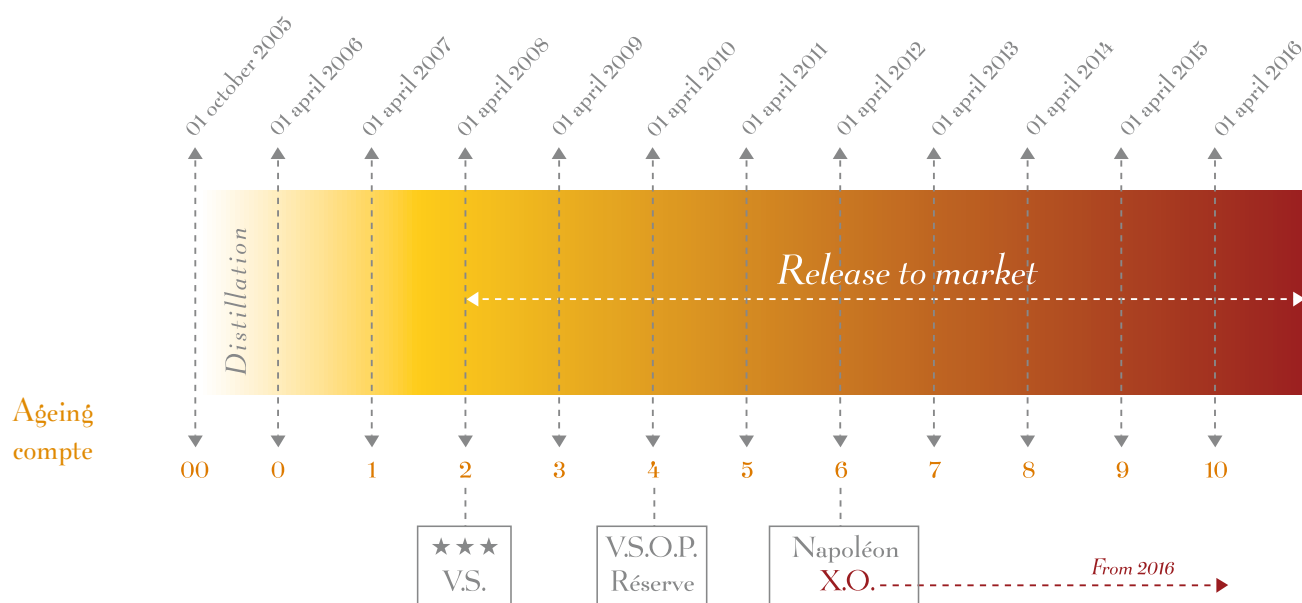 01 october 2005
01 april 2006
01 april 2007
01 april 2008
01 april 2009
01 april 2010
01 april 2011
01 april 2012
01 april 2013
01 april 2014
01 april 2015
01 april 2016
Distillation
Release to market
Ageing
compte
00 0 1 2 3 4 5 6 7 8 9 10
★★★
V.S.
V.S.O.P.
Réserve
Napoléon
X.O.
From 2016